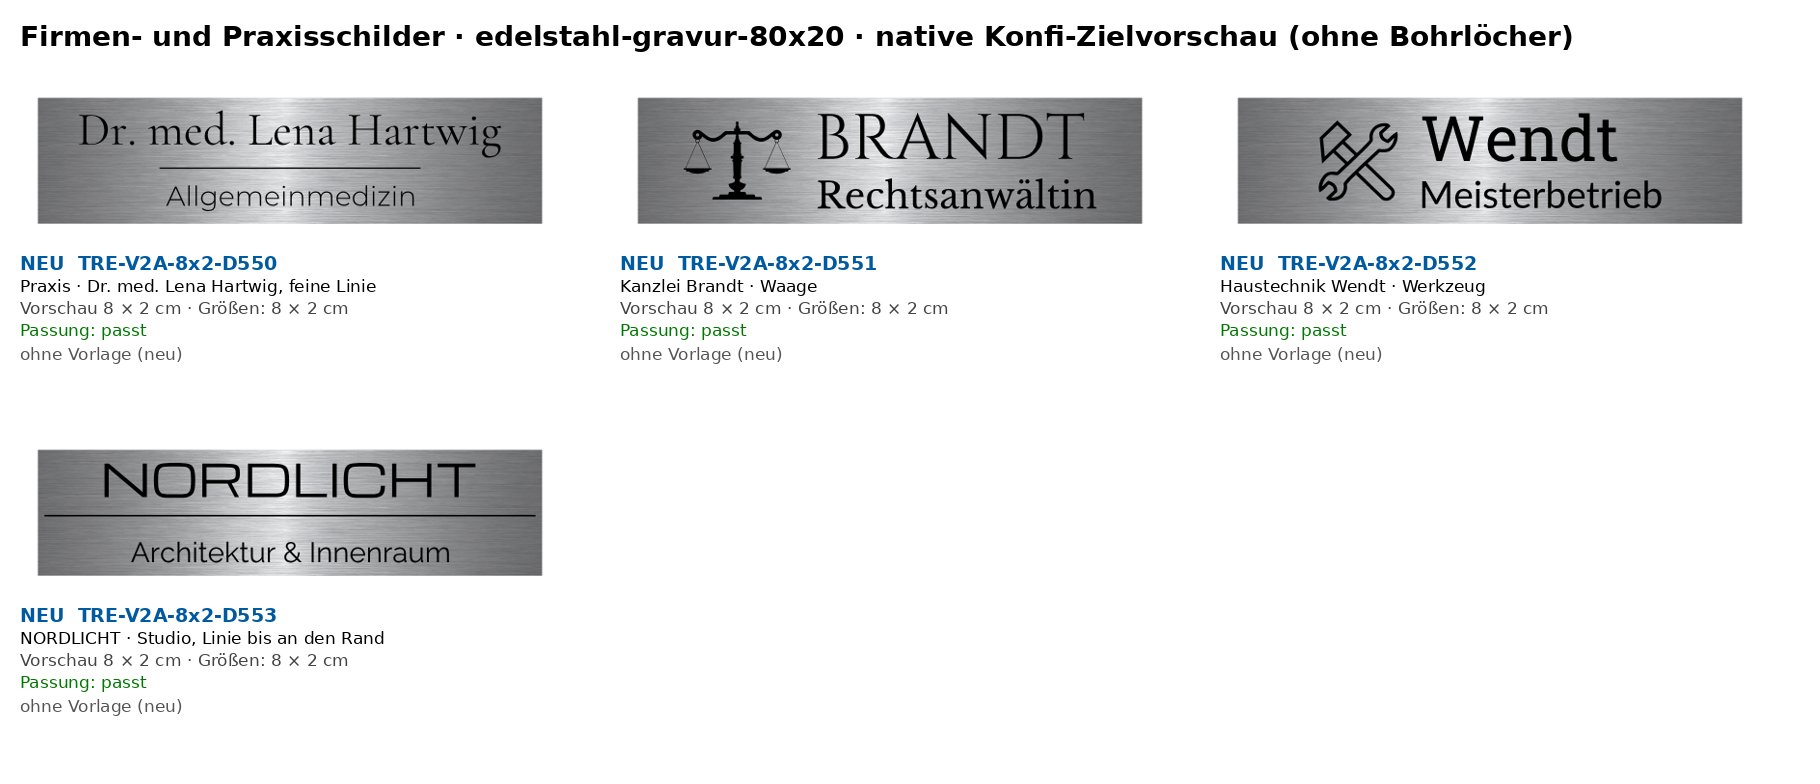 Firmen- und Praxisschilder · edelstahl-gravur-80x20 · native Konfi-Zielvorschau (ohne Bohrlöcher)
Dr. med. Lena Hartwig
Allgemeinmedizin
NEU TRE-V2A-8x2-D550
Praxis · Dr. med. Lena Hartwig, feine Linie
Vorschau 8 × 2 cm · Größen: 8 × 2 cm
Passung: passt
ohne Vorlage (neu)
BRANDT
Rechtsanwältin
NEU TRE-V2A-8x2-D551
Kanzlei Brandt · Waage
Vorschau 8 × 2 cm · Größen: 8 × 2 cm
Passung: passt
ohne Vorlage (neu)
Wendt
Meisterbetrieb
NEU TRE-V2A-8x2-D552
Haustechnik Wendt · Werkzeug
Vorschau 8 × 2 cm · Größen: 8 × 2 cm
Passung: passt
ohne Vorlage (neu)
NORDLICHT
Architektur & Innenraum
NEU TRE-V2A-8x2-D553
NORDLICHT · Studio, Linie bis an den Rand
Vorschau 8 × 2 cm · Größen: 8 × 2 cm
Passung: passt
ohne Vorlage (neu)